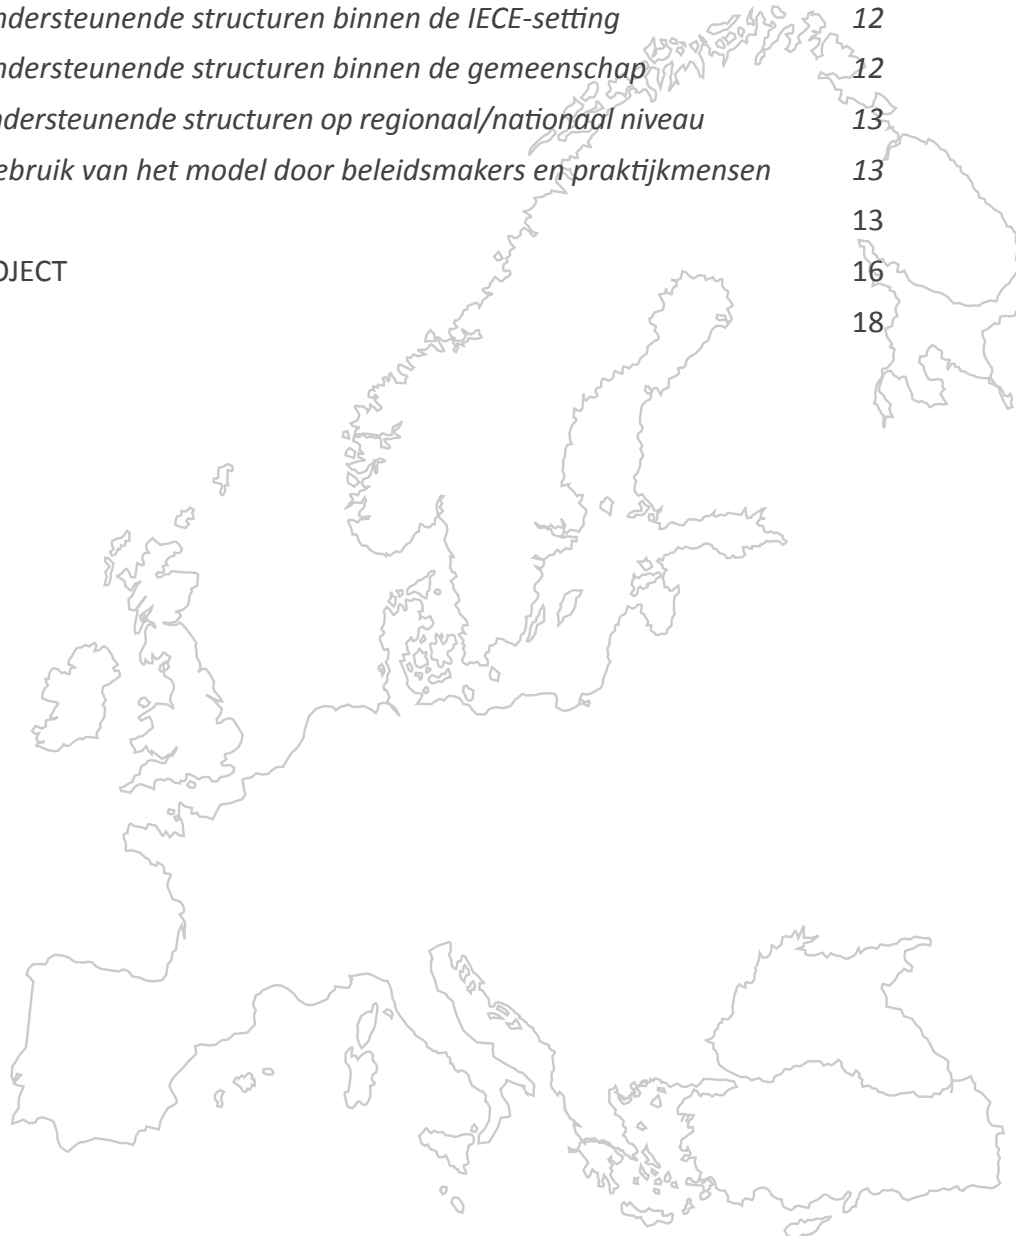 ndersteunende structuren binnen de IECE-setting 12
ndersteunende structuren binnen de gemeenschap 12
ndersteunende structuren op regionaal/nationaal niveau 13
ebruik van het model door beleidsmakers en praktijkmensen 13
13
OJECT 16
18